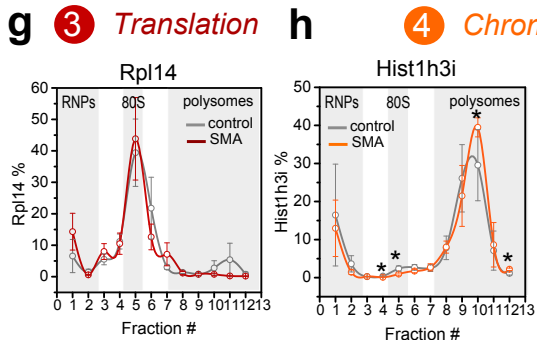 g 3 Translation
Rpl14
RNPs 80S polysomes
control
SMA
Rpl14 %
60
50
40
30
20
10
0
0 1 2 3 4 5 6 7 8 9 10 11 12 13
Fraction #
h 4 Chrom
Hist1h3i
RNPs 80S polysomes
control
SMA
* * * *
Hist1h3i %
50
40
30
20
10
0
0 1 2 3 4 5 6 7 8 9 10 11 12 13
Fraction #